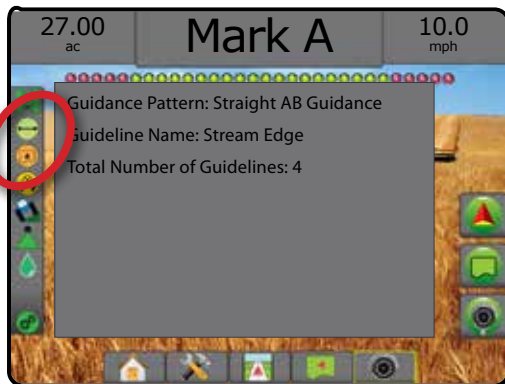 27.00
ac
Mark A
10.0
mph
Guidance Pattern: Straight AB Guidance
Guideline Name: Stream Edge
Total Number of Guidelines: 4